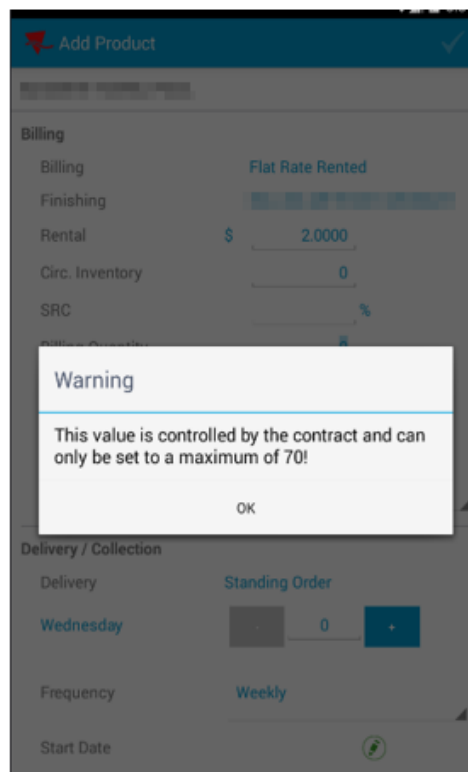 Add Product
Billing
Billing Flat Rate Rented
Finishing
Rental $ 2.0000
Circ. Inventory 0
SRC %
Billing Quantity
Warning
This value is controlled by the contract and can
only be set to a maximum of 70!
OK
Delivery / Collection
Delivery Standing Order
Wednesday - 0 +
Frequency Weekly
Start Date